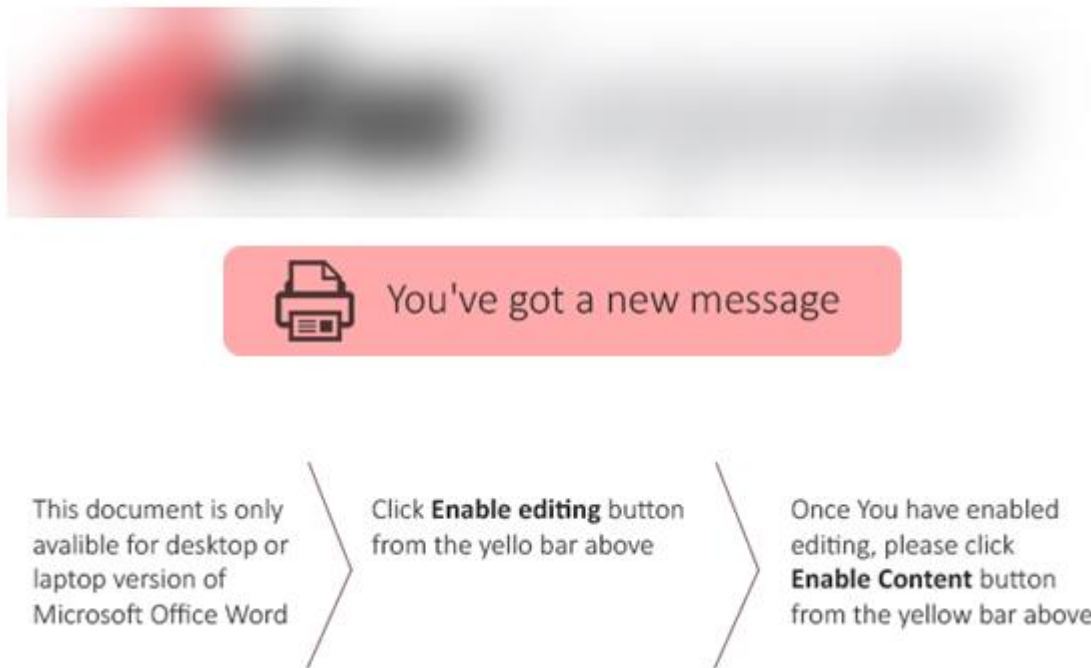 You've got a new message
This document is only
avalible for desktop or
laptop version of
Microsoft Office Word
Click Enable editing button
from the yello bar above
Once You have enabled
editing, please click
Enable Content button
from the yellow bar above